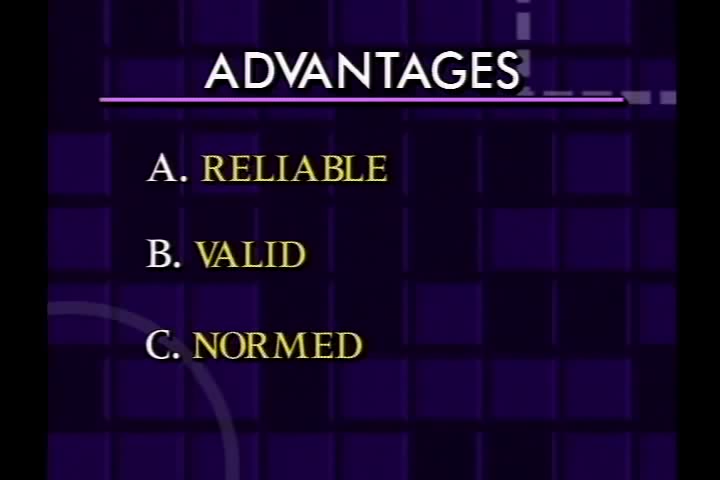 ADVANTAGES
A. RELIABLE
B. VALID
C. NORMED